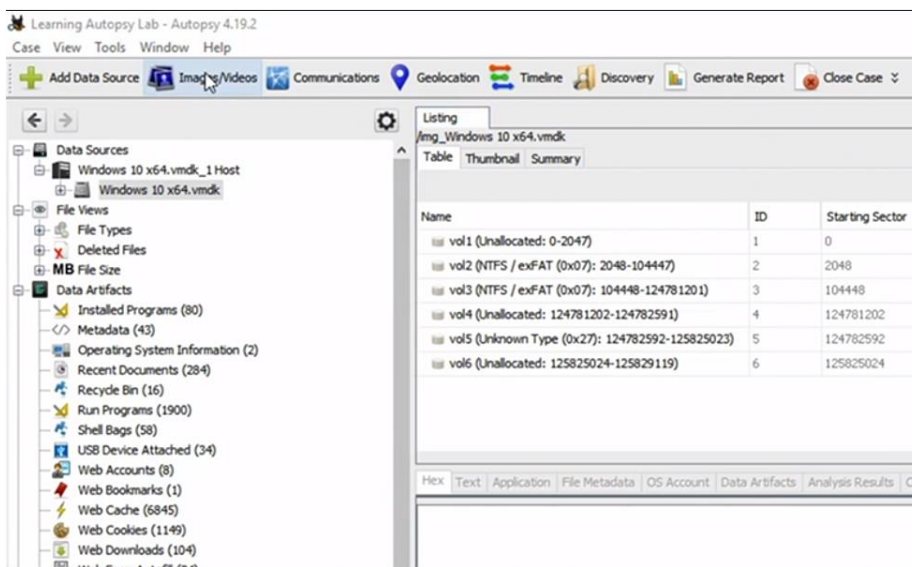 Learning Autopsy Lab - Autopsy 4.19.2
Case View Tools Window Help
Add Data Source Images/Videos Communications Geolocation Timeline Discovery Generate Report Close Case
Listing
/img_Windows 10 x64.vmdk
Table Thumbnail Summary
Data Sources
Windows 10 x64.vmdk_1 Host
Windows 10 x64.vmdk
File Views
File Types
Deleted Files
MB File Size
Data Artifacts
Installed Programs (80)
Metadata (43)
Operating System Information (2)
Recent Documents (284)
Recycle Bin (16)
Run Programs (1900)
Shell Bags (58)
USB Device Attached (34)
Web Accounts (8)
Web Bookmarks (1)
Web Cache (6845)
Web Cookies (1149)
Web Downloads (104)
Name ID Starting Sector
vol1 (Unallocated: 0-2047) 1 0
vol2 (NTFS / exFAT (0x07): 2048-104447) 2 2048
vol3 (NTFS / exFAT (0x07): 104448-124781201) 3 104448
vol4 (Unallocated: 124781202-124782591) 4 124781202
vol5 (Unknown Type (0x27): 124782592-125825023) 5 124782592
vol6 (Unallocated: 125825024-125829119) 6 125825024
Hex Text Application File Metadata OS Account Data Artifacts Analysis Results